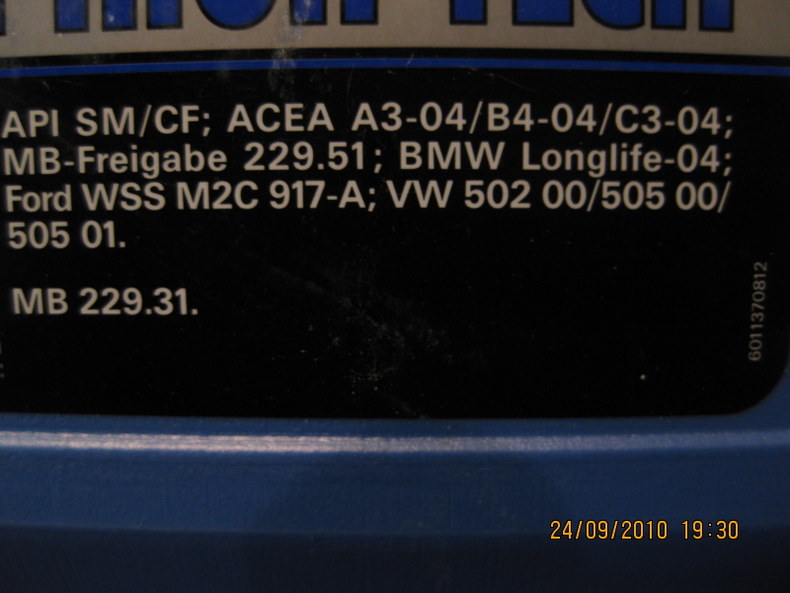 API SM/CF; ACEA A3-04/B4-04/C3-04;
MB-Freigabe 229.51; BMW Longlife-04;
Ford WSS M2C 917-A; VW 502 00/505 00/
505 01.
MB 229.31.
6011370812
24/09/2010 19:30